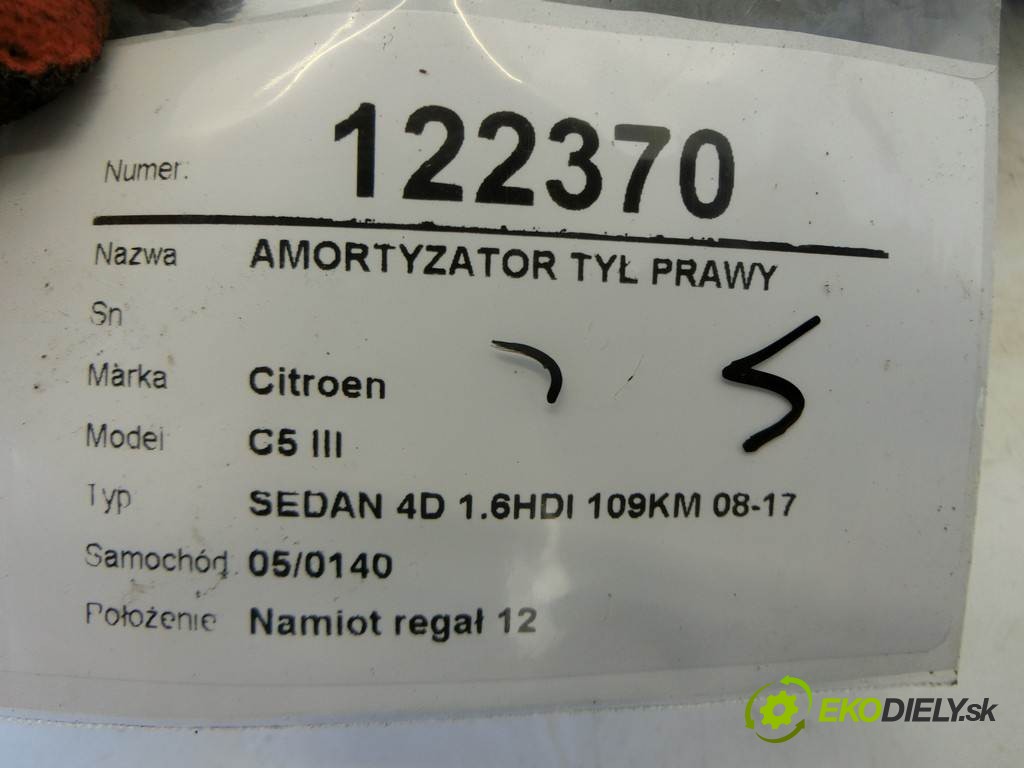 Numer: 122370
Nazwa AMORTYZATOR TYŁ PRAWY
Sn
Marka Citroen
Model C5 III
Typ SEDAN 4D 1.6HDI 109KM 08-17
Samochód 05/0140
Położenie Namiot regał 12
EKODIELY.sk